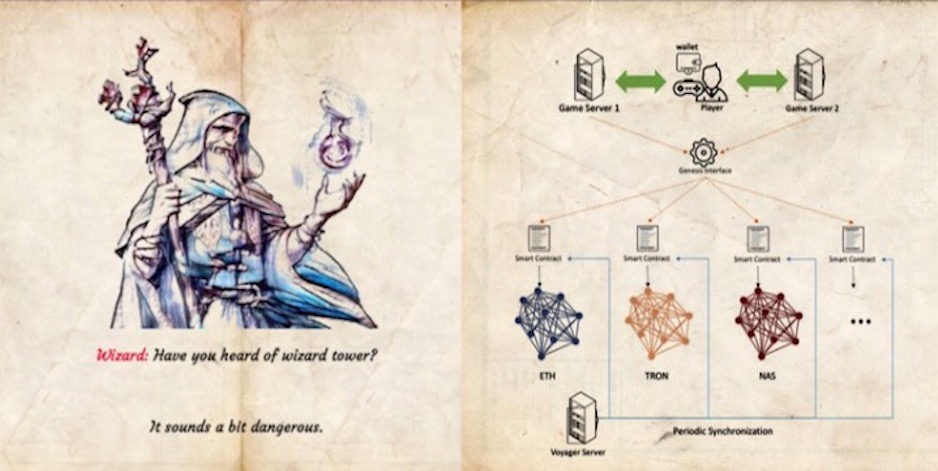 Wizard: Have you heard of wizard tower?
It sounds a bit dangerous.
wallet
Game Server 1
Player
Game Server 2
Genesis Interface
Smart Contract
Smart Contract
Smart Contract
Smart Contract
...
ETH
TRON
NAS
Periodic Synchronization
Voyager Server